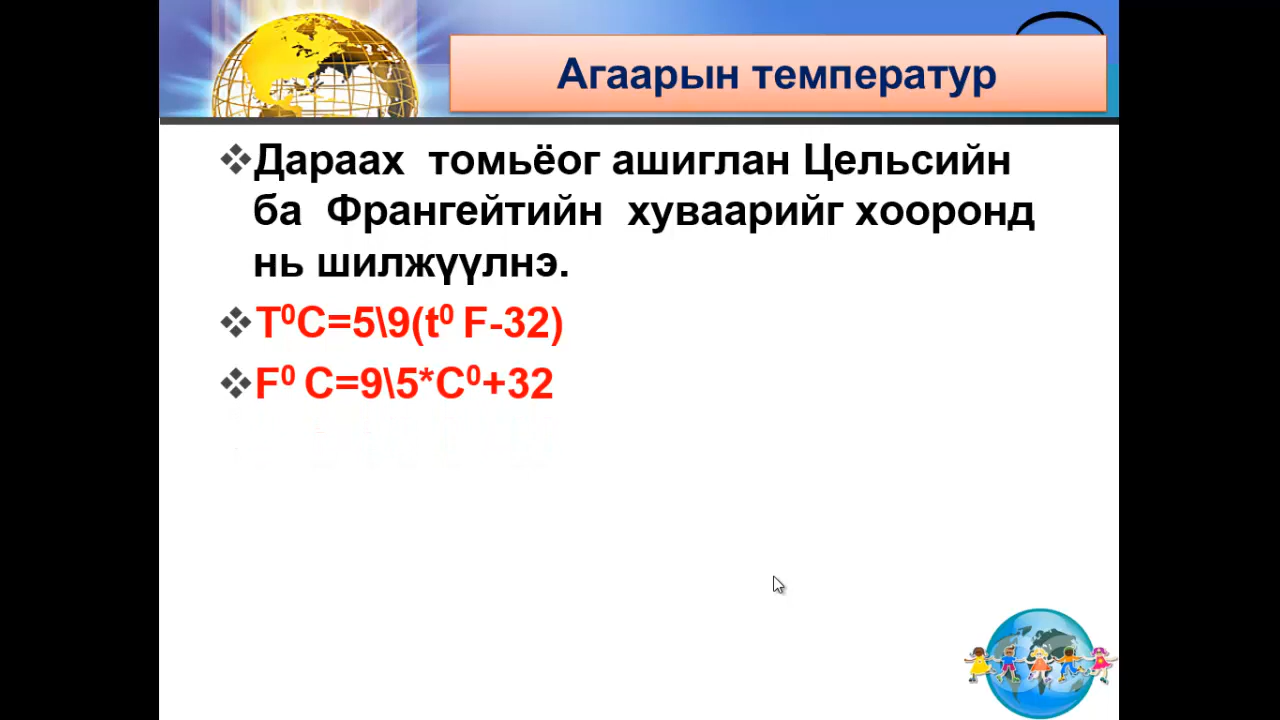 Агаарын температур
Дараах томьёог ашиглан Цельсийн
ба Франгейтийн хуваарийг хооронд
нь шилжүүлнэ.
T⁰C=5\9(t⁰ F-32)
F⁰ C=9\5*C⁰+32